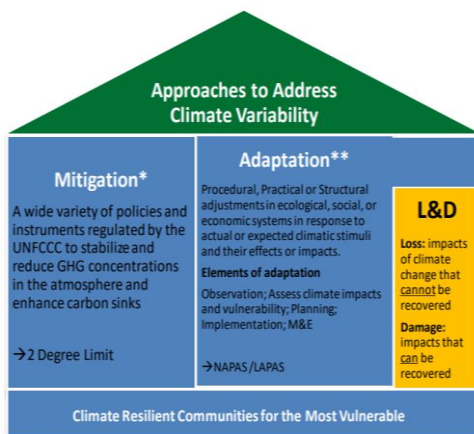 Approaches to Address
Climate Variability
Mitigation*
A wide variety of policies and
instruments regulated by the
UNFCCC to stabilize and
reduce GHG concentrations
in the atmosphere and
enhance carbon sinks
→2 Degree Limit
Adaptation**
Procedural, Practical or Structural
adjustments in ecological, social, or
economic systems in response to
actual or expected climatic stimuli
and their effects or impacts.
Elements of adaptation
Observation; Assess climate impacts
and vulnerability; Planning;
Implementation; M&E
→NAPAS/LAPAS
L&D
Loss: impacts
of climate
change that
cannot be
recovered
Damage:
impacts that
can be
recovered
Climate Resilient Communities for the Most Vulnerable